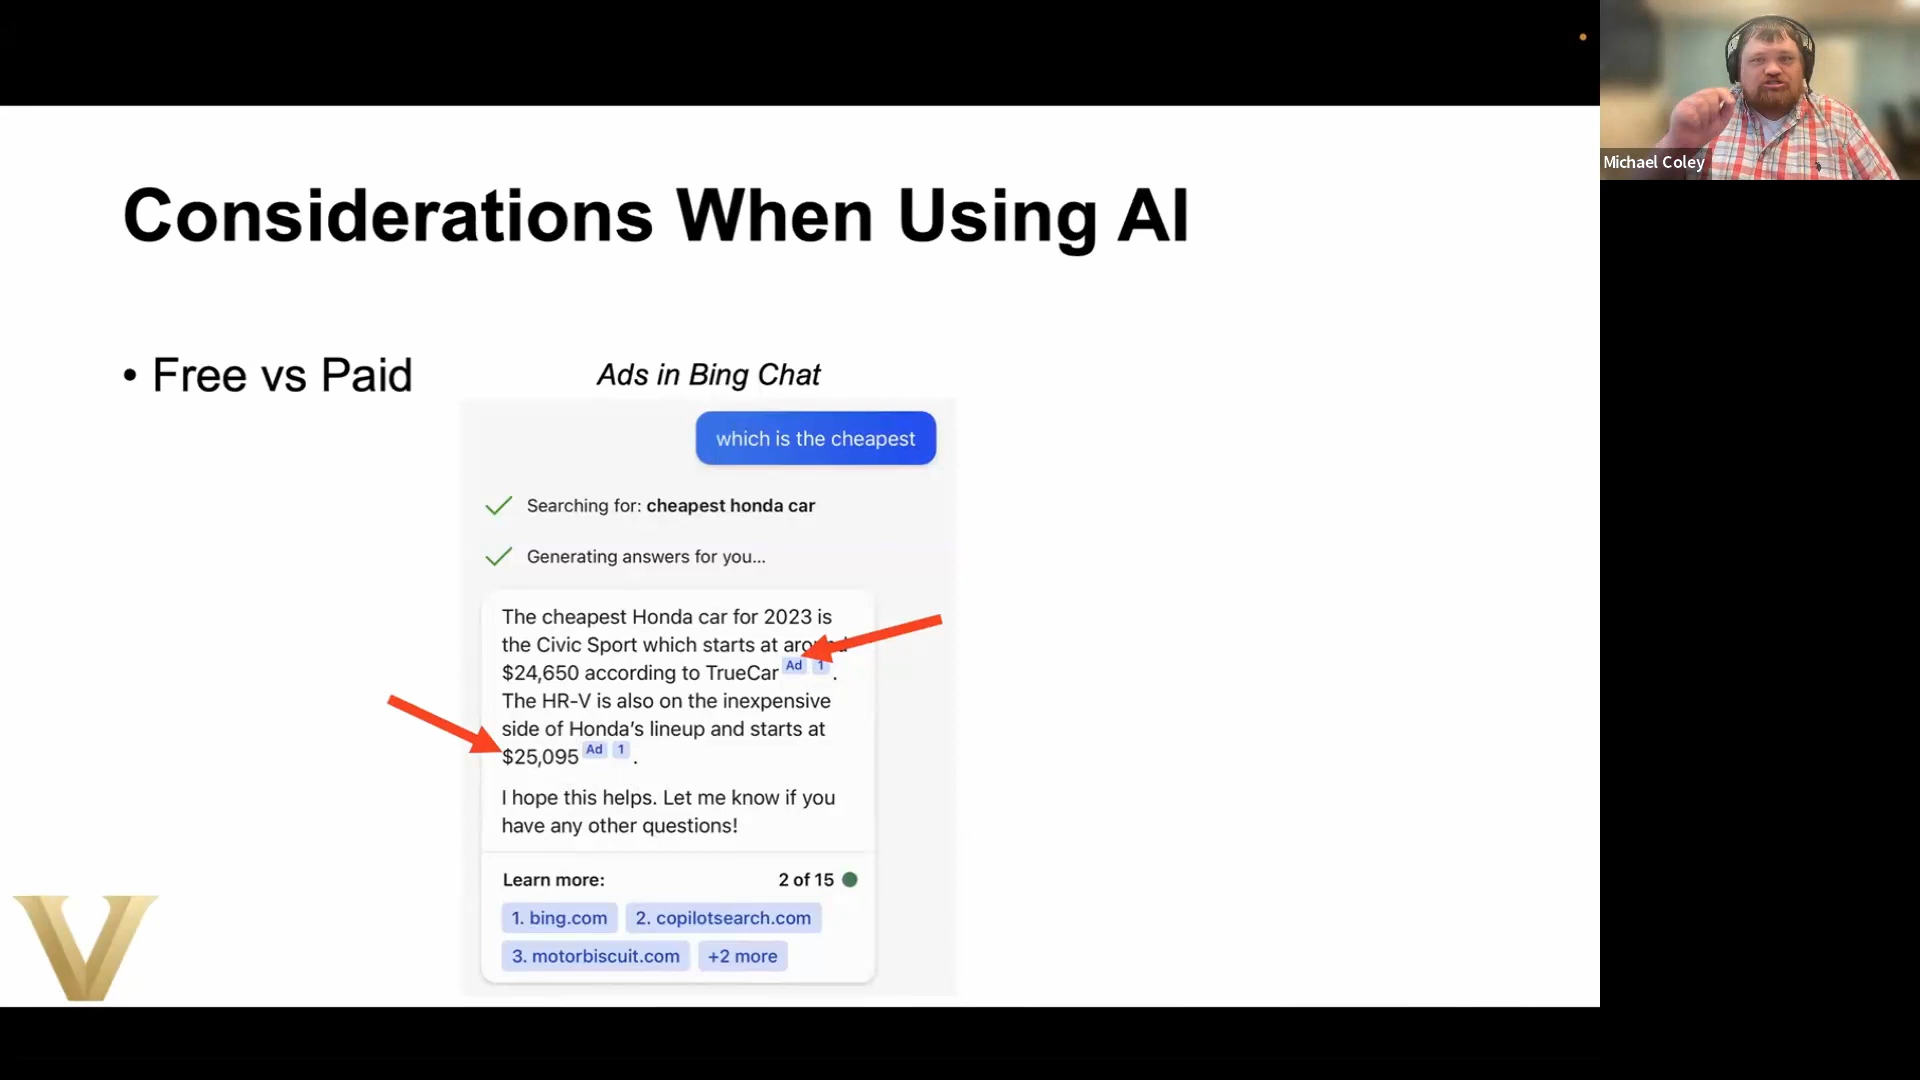 Michael Coley
Considerations When Using AI
• Free vs Paid
Ads in Bing Chat
which is the cheapest
Searching for: cheapest honda car
Generating answers for you...
The cheapest Honda car for 2023 is
the Civic Sport which starts at
$24,650 according to TrueCar Ad 1 .
The HR-V is also on the inexpensive
side of Honda's lineup and starts at
$25,095 Ad 1 .
I hope this helps. Let me know if you
have any other questions!
Learn more: 2 of 15
1. bing.com 2. copilotsearch.com
3. motorbiscuit.com +2 more
V